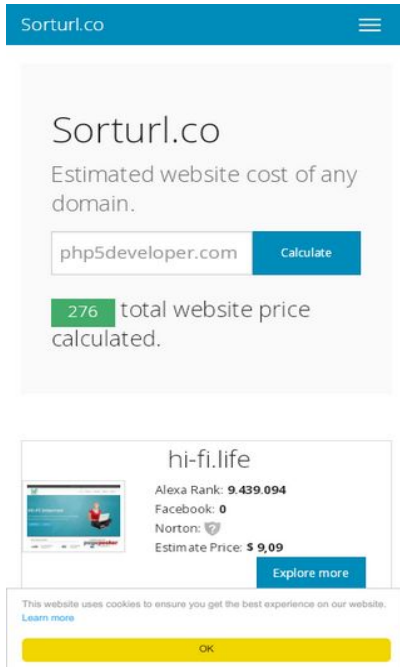 Sorturl.co
Sorturl.co
Estimated website cost of any
domain.
php5developer.com
Calculate
276 total website price
calculated.
hi-fi.life
Alexa Rank: 9.439.094
Facebook: 0
Norton:
Estimate Price: $ 9,09
Explore more
This website uses cookies to ensure you get the best experience on our website.
Learn more
OK